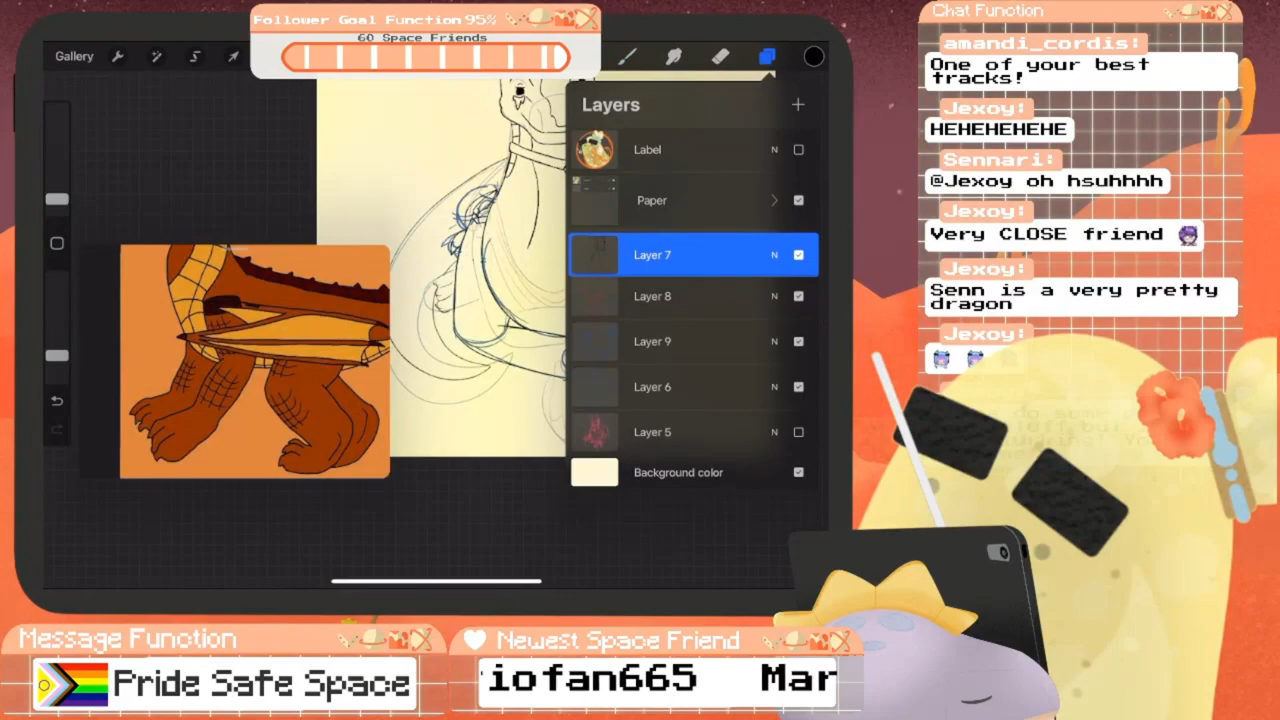 Follower Goal Function 95%
60 Space Friends
Gallery
Layers
Label N
Paper
Layer 7 N
Layer 8 N
Layer 9 N
Layer 6 N
Layer 5 N
Background color
Chat Function
amandi_cordis:
One of your best
tracks!
Jexoy:
HEHEHEHEHE
Sennari:
@Jexoy oh hsuhhhh
Jexoy:
Very CLOSE friend
Jexoy:
Senn is a very pretty
dragon
Jexoy:
Message Function
Pride Safe Space
Newest Space Friend
iofan665 Mar